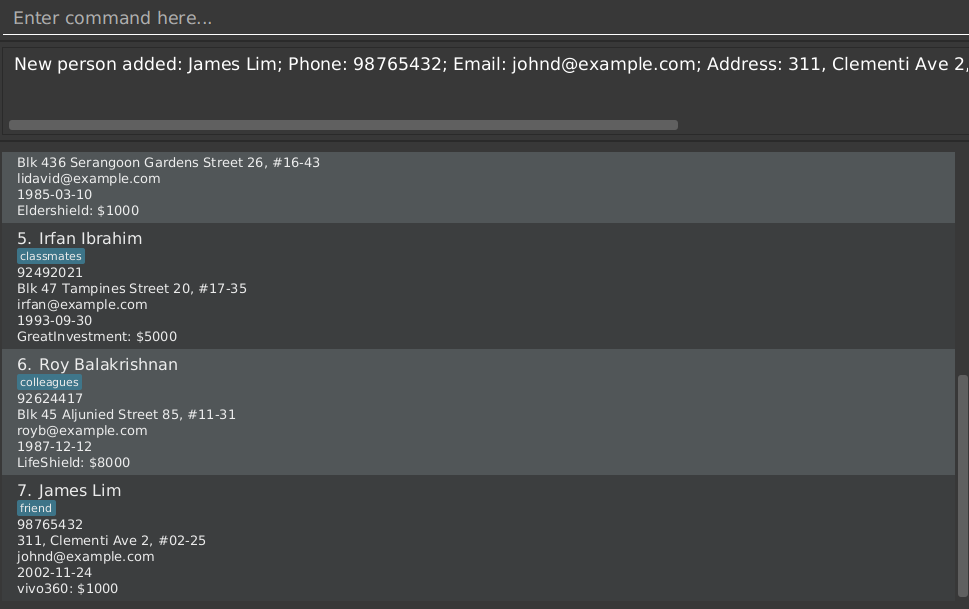 Enter command here...
New person added: James Lim; Phone: 98765432; Email: johnd@example.com; Address: 311, Clementi Ave 2,
Blk 436 Serangoon Gardens Street 26, #16-43
lidavid@example.com
1985-03-10
Eldershield: $1000
5. Irfan Ibrahim
classmates
92492021
Blk 47 Tampines Street 20, #17-35
irfan@example.com
1993-09-30
GreatInvestment: $5000
6. Roy Balakrishnan
colleagues
92624417
Blk 45 Aljunied Street 85, #11-31
royb@example.com
1987-12-12
LifeShield: $8000
7. James Lim
friend
98765432
311, Clementi Ave 2, #02-25
johnd@example.com
2002-11-24
vivo360: $1000